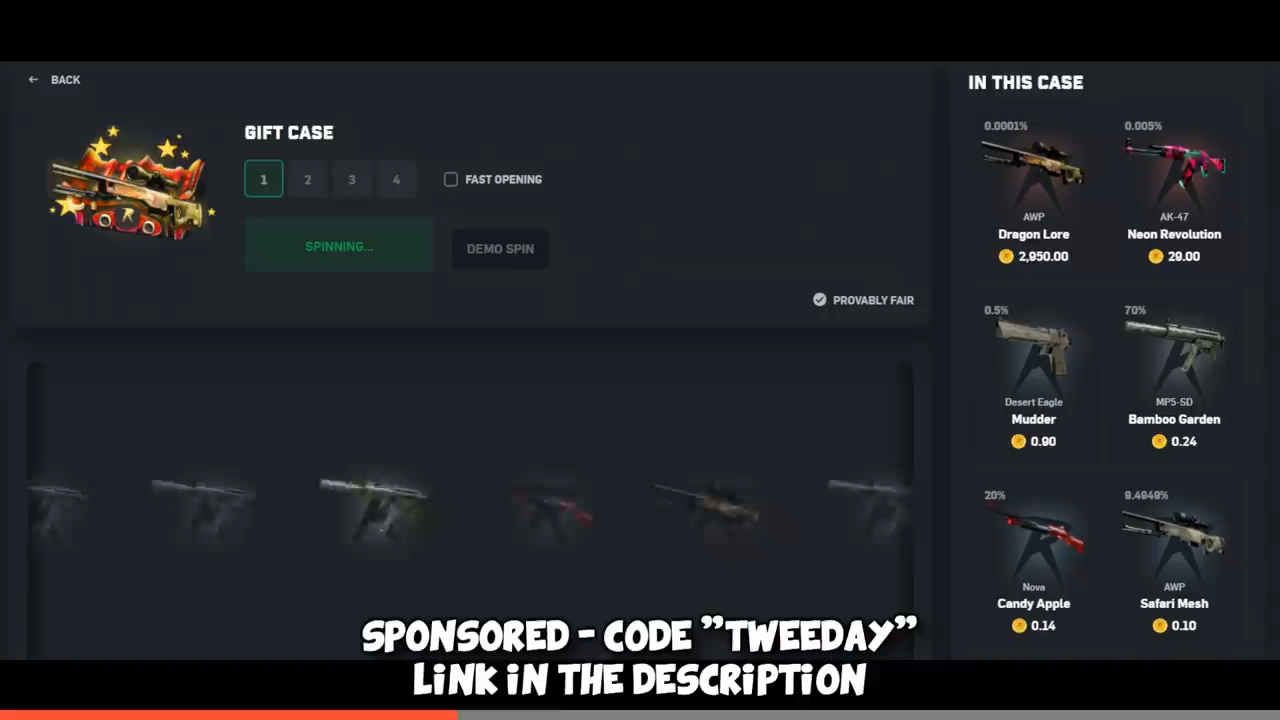 ← BACK
GIFT CASE
1 2 3 4
FAST OPENING
SPINNING...
DEMO SPIN
PROVABLY FAIR
IN THIS CASE
0.0001%
AWP
Dragon Lore
2,950.00
0.005%
AK-47
Neon Revolution
29.00
0.5%
Desert Eagle
Mudder
0.90
70%
MP5-SD
Bamboo Garden
0.24
20%
Nova
Candy Apple
0.14
9.4949%
AWP
Safari Mesh
0.10
SPONSORED - CODE "TWEEDAY"
LINK IN THE DESCRIPTION